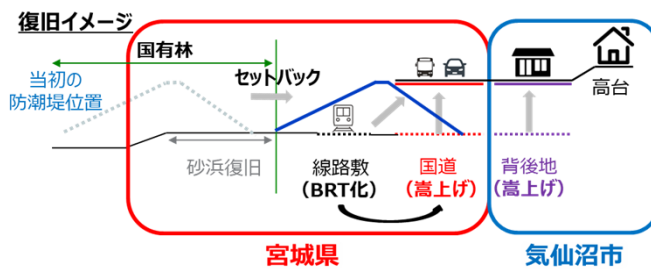 復旧イメージ
国有林
セットバック
当初の
防潮堤位置
高台
砂浜復旧
線路敷
(BRT化)
国道
(嵩上げ)
背後地
(嵩上げ)
宮城県
気仙沼市